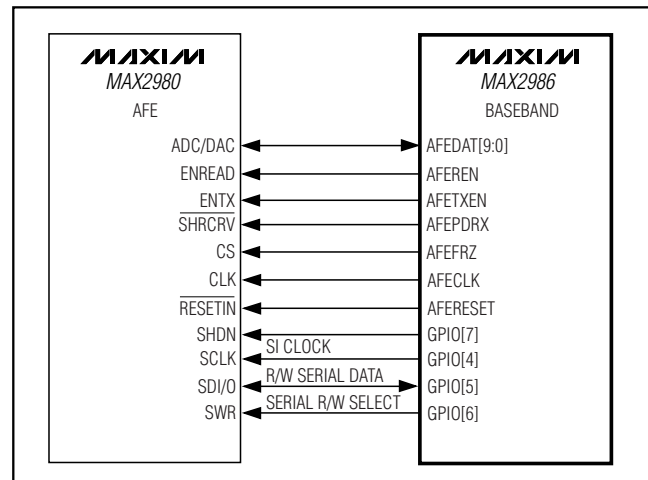 MAXIM MAXIM
MAX2980 MAX2986
AFE BASEBAND
ADC/DAC AFEDAT[9:0]
ENREAD AFEREN
ENTX AFETXEN
SHRCRV AFEPDRX
CS AFEFRZ
CLK AFECLK
RESETIN AFERESET
SHDN GPIO[7]
SCLK SI CLOCK GPIO[4]
SDI/O R/W SERIAL DATA GPIO[5]
SWR SERIAL R/W SELECT GPIO[6]